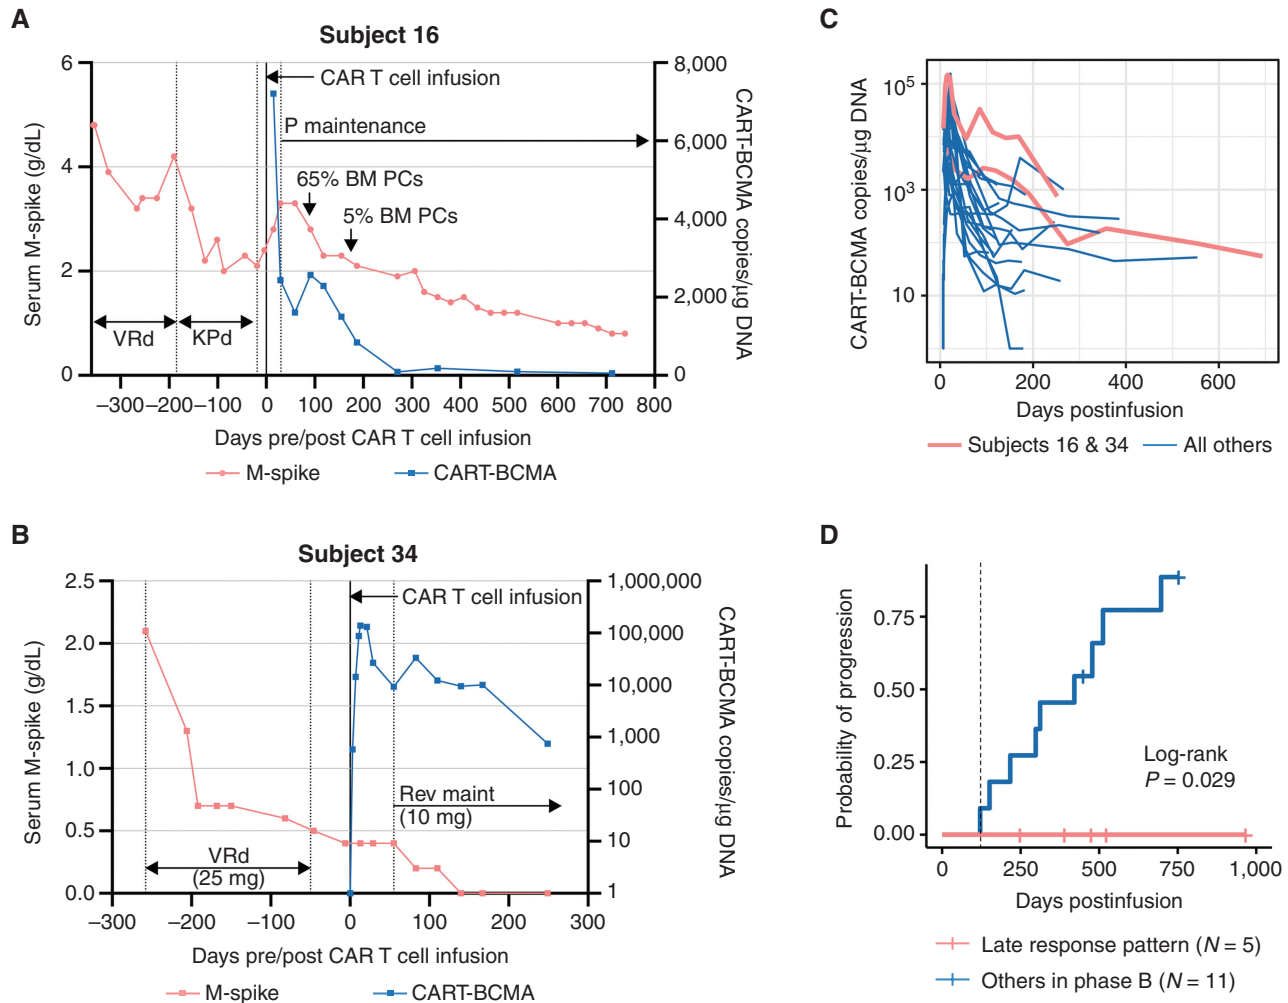 A
Subject 16
6
4
2
0
Serum M-spike (g/dL)
8,000
6,000
4,000
2,000
0
CART-BCMA copies/μg DNA
CAR T cell infusion
P maintenance
65% BM PCs
5% BM PCs
VRd
KPd
–300 –200 –100 0 100 200 300 400 500 600 700 800
Days pre/post CAR T cell infusion
M-spike
CART-BCMA
B
Subject 34
2.5
2.0
1.5
1.0
0.5
0.0
Serum M-spike (g/dL)
1,000,000
100,000
10,000
1,000
100
10
1
CART-BCMA copies/μg DNA
CAR T cell infusion
Rev maint
(10 mg)
VRd
(25 mg)
–300 –200 –100 0 100 200 300
Days pre/post CAR T cell infusion
M-spike
CART-BCMA
C
CART-BCMA copies/μg DNA
10⁵
10³
10
0 200 400 600
Days postinfusion
Subjects 16 & 34
All others
D
Probability of progression
0.75
0.50
0.25
0.00
Log-rank
P = 0.029
0 250 500 750 1,000
Days postinfusion
Late response pattern (N = 5)
Others in phase B (N = 11)